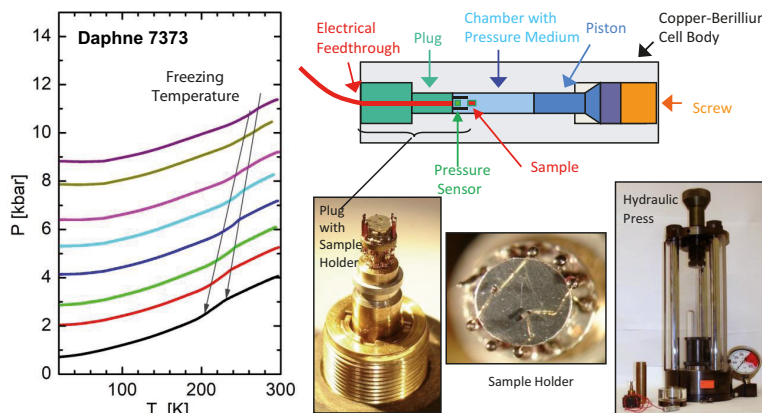 Daphne 7373
Freezing
Temperature
P [kbar]
14
12
10
8
6
4
2
0
100
200
300
T [K]
Electrical
Feedthrough
Plug
Chamber with
Pressure Medium
Piston
Copper-Berillium
Cell Body
Screw
Sample
Pressure
Sensor
Plug
with
Sample
Holder
Sample Holder
Hydraulic
Press